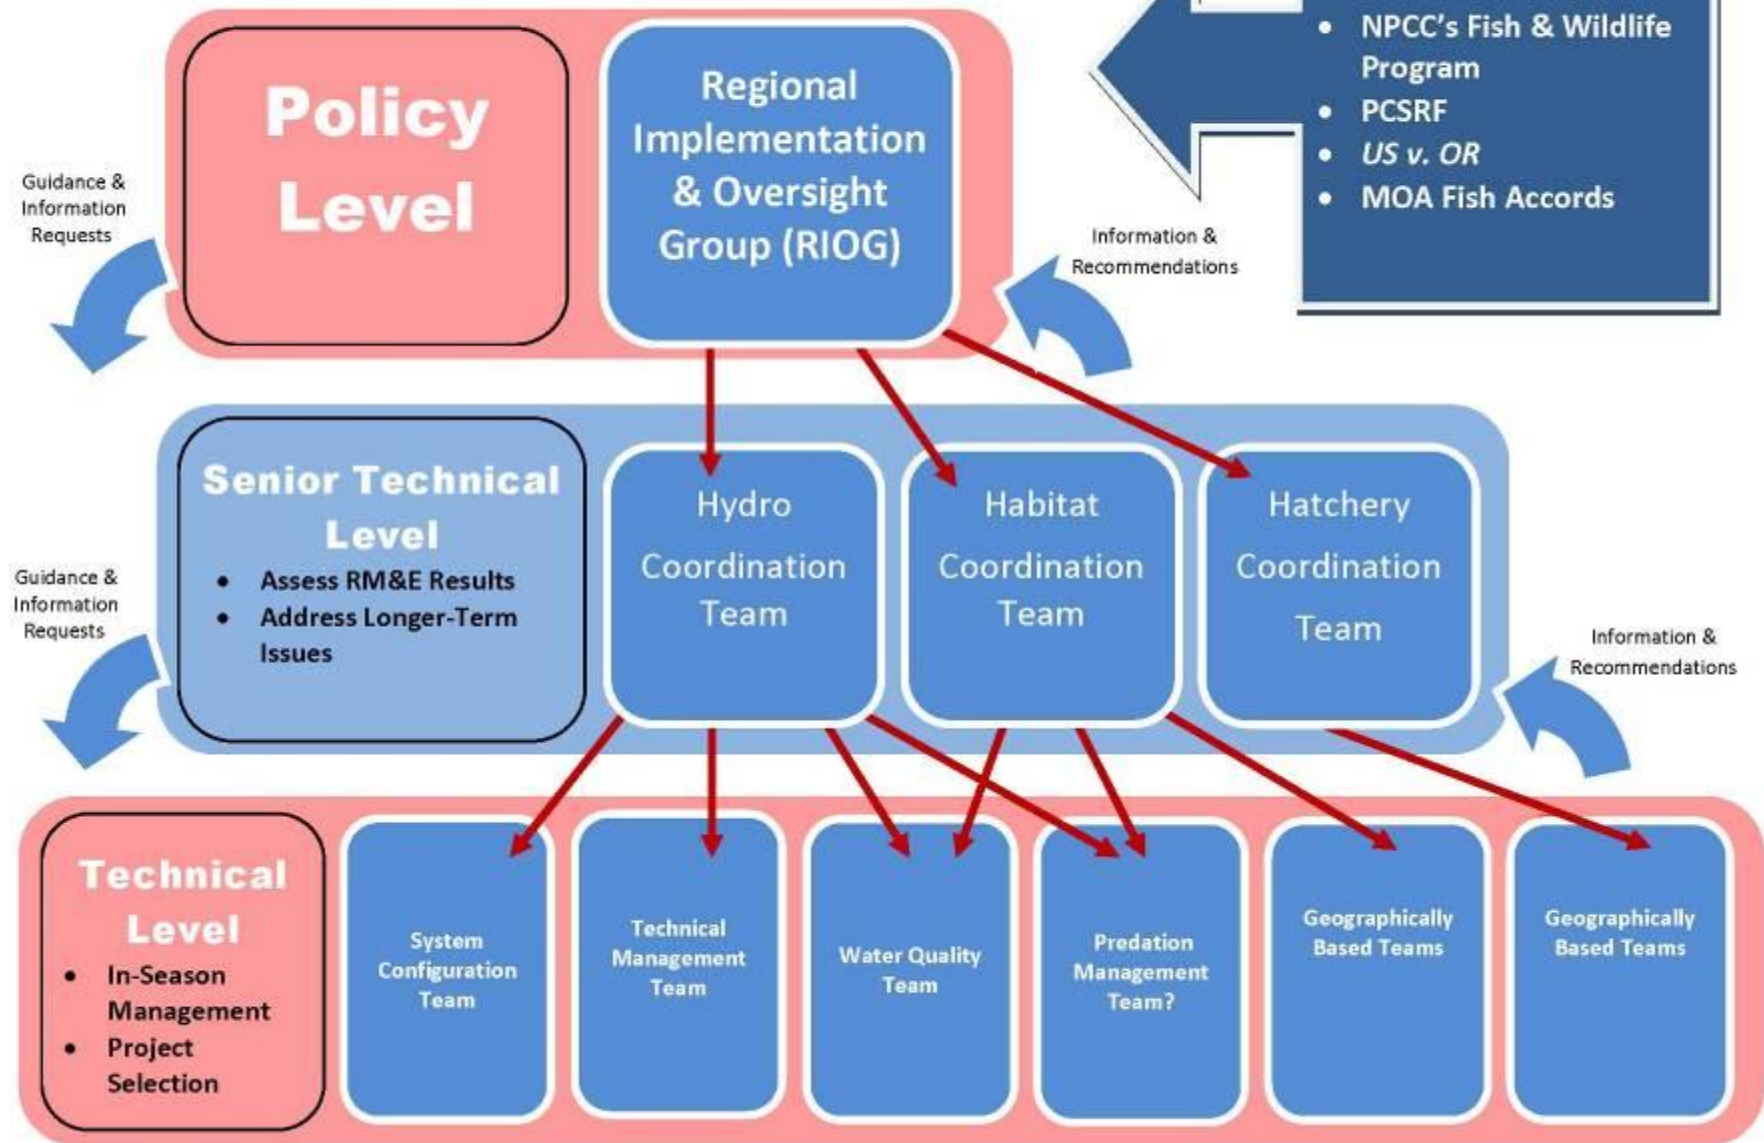 Policy
Level
Regional
Implementation
& Oversight
Group (RIOG)
• NPCC's Fish & Wildlife
Program
• PCSRF
• US v. OR
• MOA Fish Accords
Guidance &
Information
Requests
Information &
Recommendations
Senior Technical
Level
• Assess RM&E Results
• Address Longer-Term
Issues
Hydro
Coordination
Team
Habitat
Coordination
Team
Hatchery
Coordination
Team
Guidance &
Information
Requests
Information &
Recommendations
Technical
Level
• In-Season
Management
• Project
Selection
System
Configuration
Team
Technical
Management
Team
Water Quality
Team
Predation
Management
Team?
Geographically
Based Teams
Geographically
Based Teams